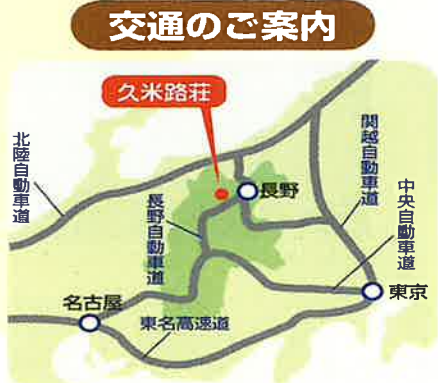 交通のご案内
久米路荘
北陸自動車道
長野自動車道
長野
関越自動車道
中央自動車道
名古屋
東京
東名高速道